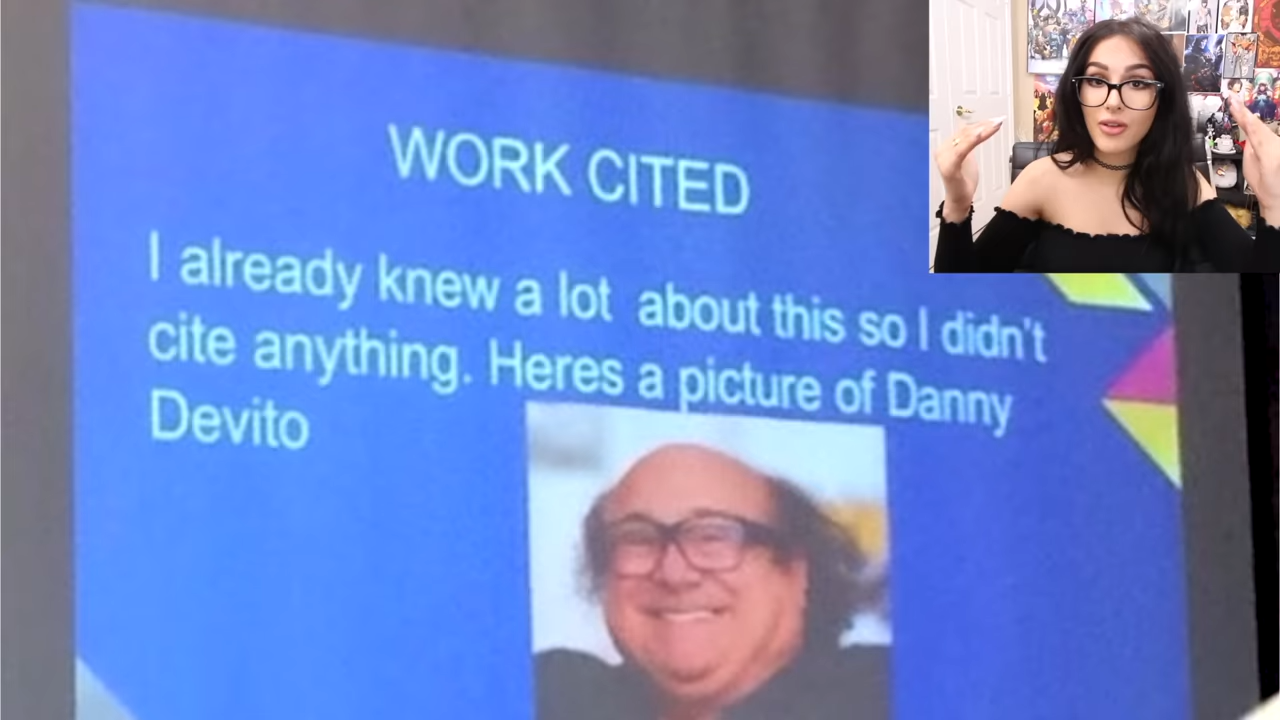 WORK CITED
I already knew a lot about this so I didn't
cite anything. Heres a picture of Danny
Devito